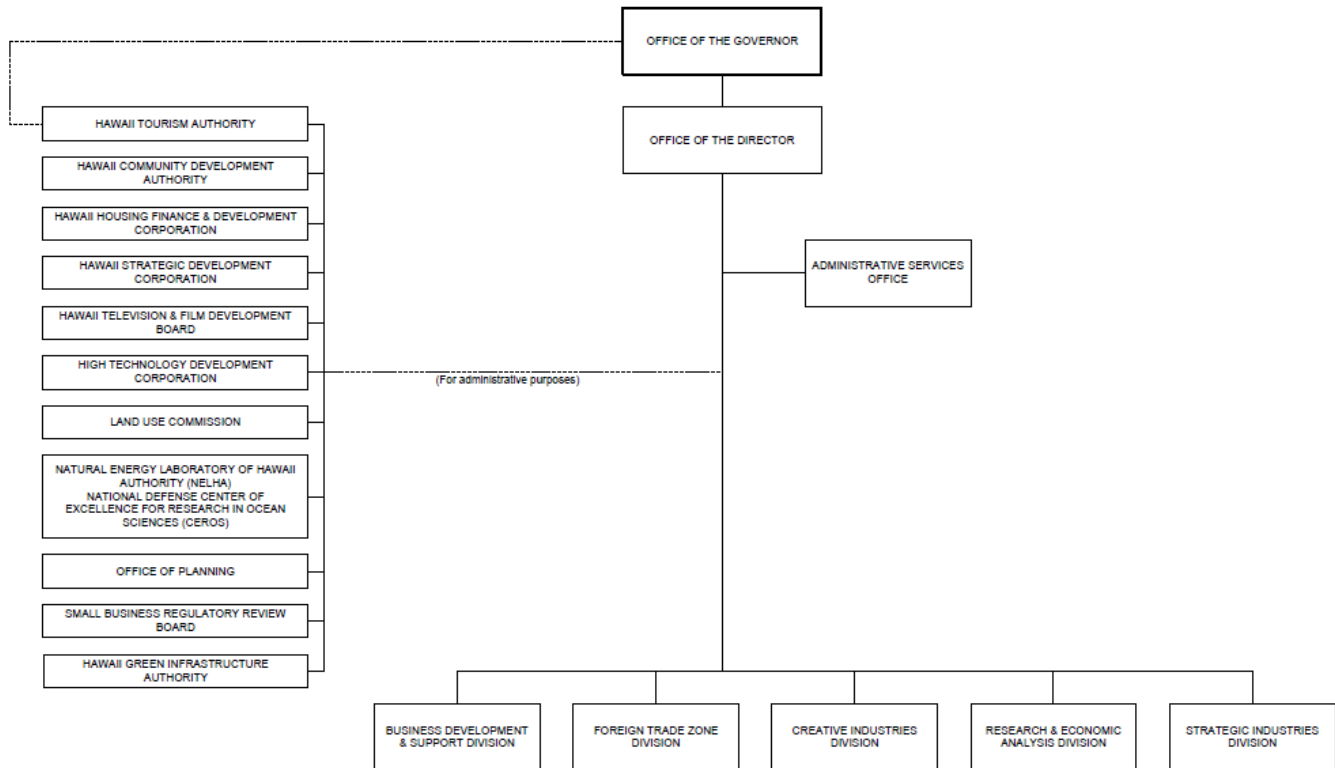 OFFICE OF THE GOVERNOR
OFFICE OF THE DIRECTOR
ADMINISTRATIVE SERVICES
OFFICE
HAWAII TOURISM AUTHORITY
HAWAII COMMUNITY DEVELOPMENT
AUTHORITY
HAWAII HOUSING FINANCE & DEVELOPMENT
CORPORATION
HAWAII STRATEGIC DEVELOPMENT
CORPORATION
HAWAII TELEVISION & FILM DEVELOPMENT
BOARD
HIGH TECHNOLOGY DEVELOPMENT
CORPORATION
(For administrative purposes)
LAND USE COMMISSION
NATURAL ENERGY LABORATORY OF HAWAII
AUTHORITY (NELHA)
NATIONAL DEFENSE CENTER OF
EXCELLENCE FOR RESEARCH IN OCEAN
SCIENCES (CEROS)
OFFICE OF PLANNING
SMALL BUSINESS REGULATORY REVIEW
BOARD
HAWAII GREEN INFRASTRUCTURE
AUTHORITY
BUSINESS DEVELOPMENT
& SUPPORT DIVISION
FOREIGN TRADE ZONE
DIVISION
CREATIVE INDUSTRIES
DIVISION
RESEARCH & ECONOMIC
ANALYSIS DIVISION
STRATEGIC INDUSTRIES
DIVISION